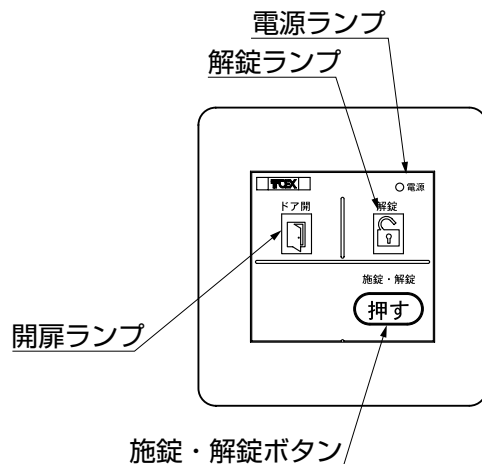 電源ランプ
解錠ランプ
TOEX
電源
ドア開
解錠
施錠・解錠
押す
開扉ランプ
施錠・解錠ボタン